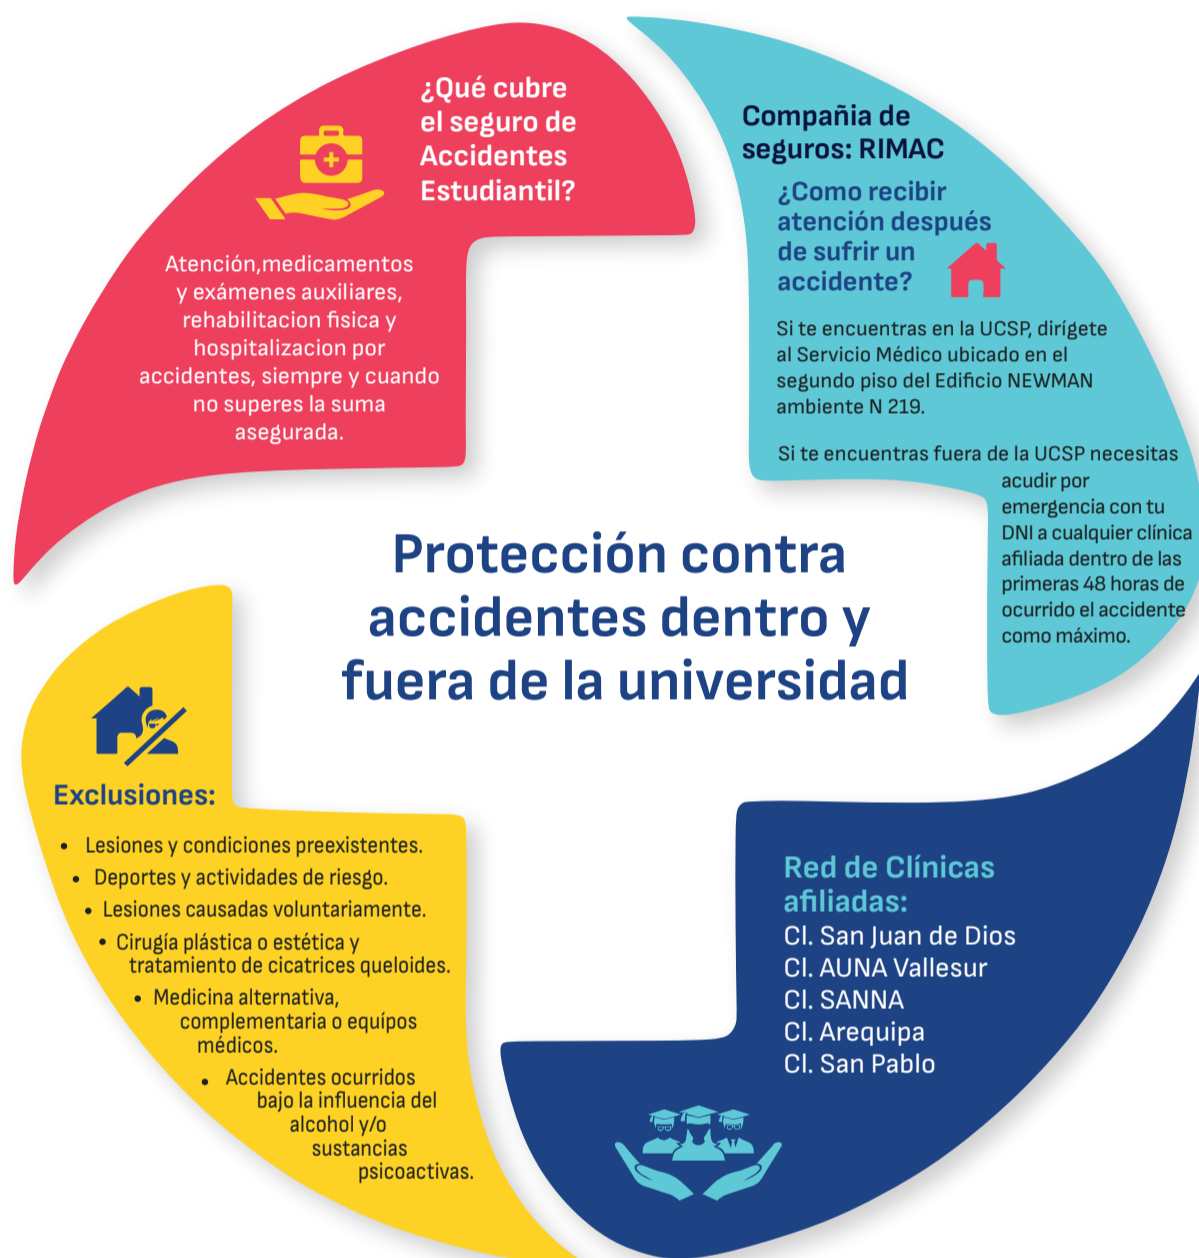 ¿Qué cubre
el seguro de
Accidentes
Estudiantil?
Atención,medicamentos
y exámenes auxiliares,
rehabilitacion fisica y
hospitalizacion por
accidentes, siempre y cuando
no superes la suma
asegurada.
Compañia de
seguros: RIMAC
¿Como recibir
atención después
de sufrir un
accidente?
Si te encuentras en la UCSP, dirígete
al Servicio Médico ubicado en el
segundo piso del Edificio NEWMAN
ambiente N 219.
Si te encuentras fuera de la UCSP necesitas
acudir por
emergencia con tu
DNI a cualquier clínica
afiliada dentro de las
primeras 48 horas de
ocurrido el accidente
como máximo.
Protección contra
accidentes dentro y
fuera de la universidad
Exclusiones:
• Lesiones y condiciones preexistentes.
• Deportes y actividades de riesgo.
• Lesiones causadas voluntariamente.
• Cirugía plástica o estética y
tratamiento de cicatrices queloides.
• Medicina alternativa,
complementaria o equípos
médicos.
• Accidentes ocurridos
bajo la influencia del
alcohol y/o
sustancias
psicoactivas.
Red de Clínicas
afiliadas:
Cl. San Juan de Dios
Cl. AUNA Vallesur
Cl. SANNA
Cl. Arequipa
Cl. San Pablo